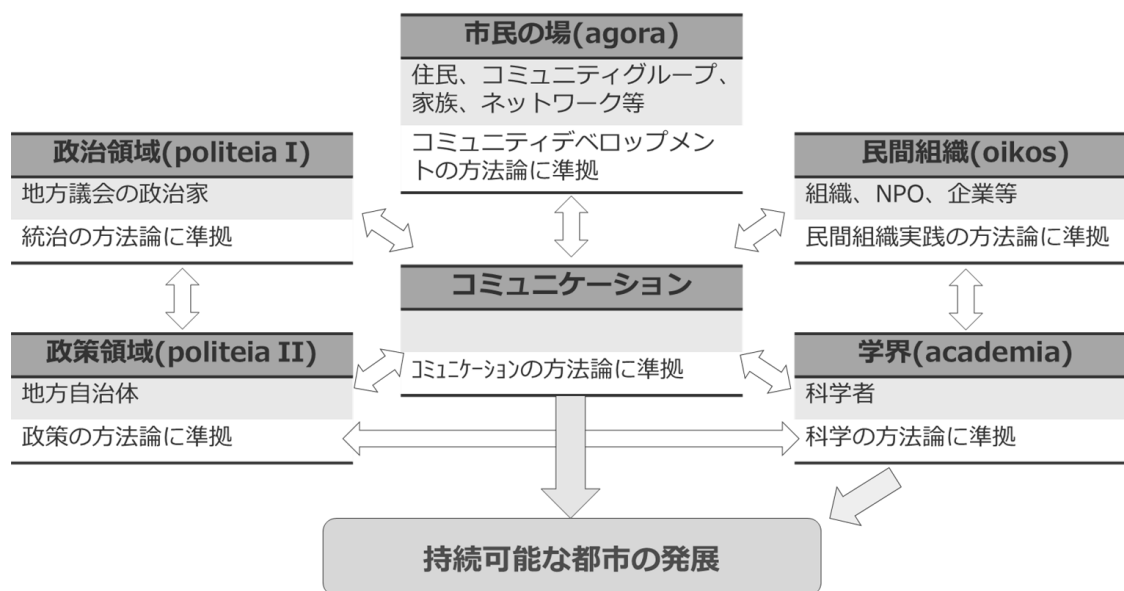 市民の場(agora)
住民、コミュニティグループ、
家族、ネットワーク等
コミュニティデベロップメン
トの方法論に準拠
政治領域(politeia I)
地方議会の政治家
統治の方法論に準拠
民間組織(oikos)
組織、NPO、企業等
民間組織実践の方法論に準拠
コミュニケーション
ｺﾐｭﾆｹｰｼｮﾝの方法論に準拠
政策領域(politeia II)
地方自治体
政策の方法論に準拠
学界(academia)
科学者
科学の方法論に準拠
持続可能な都市の発展